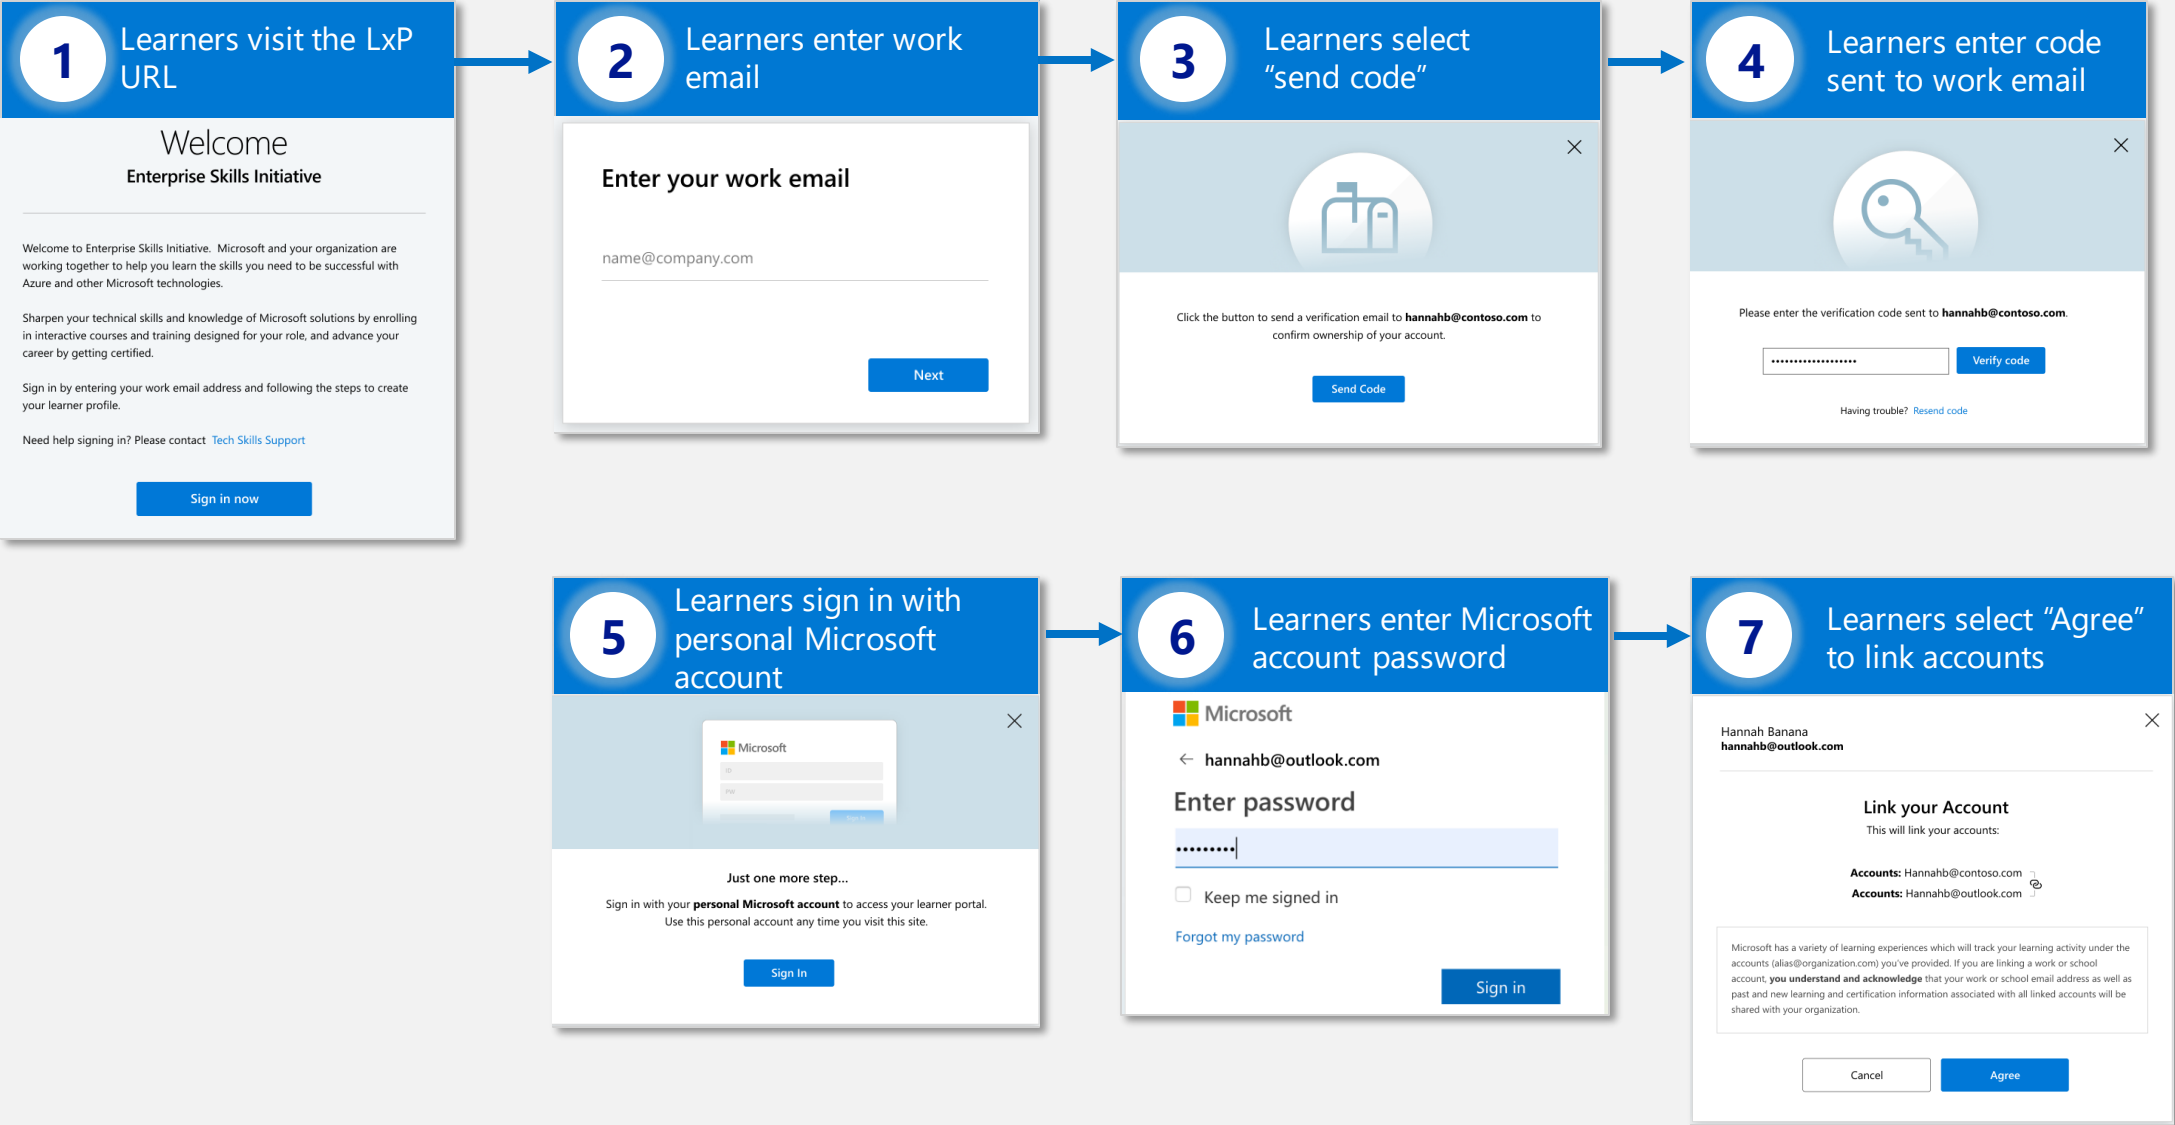 1
Learners visit the LxP
URL
Welcome
Enterprise Skills Initiative
Welcome to Enterprise Skills Initiative.  Microsoft and your organization are
working together to help you learn the skills you need to be successful with
Azure and other Microsoft technologies.
Sharpen your technical skills and knowledge of Microsoft solutions by enrolling
in interactive courses and training designed for your role, and advance your
career by getting certified.
Sign in by entering your work email address and following the steps to create
your learner profile.
Need help signing in? Please contact  Tech Skills Support
Sign in now
2
Learners enter work
email
Enter your work email
name@company.com
Next
3
Learners select
“send code”
Click the button to send a verification email to hannahb@contoso.com to
confirm ownership of your account.
Send Code
4
Learners enter code
sent to work email
Please enter the verification code sent to hannahb@contoso.com.
Verify code
Having trouble?  Resend code
5
Learners sign in with
personal Microsoft
account
Microsoft
ID
PW
Sign In
Just one more step...
Sign in with your personal Microsoft account to access your learner portal.
Use this personal account any time you visit this site.
Sign In
6
Learners enter Microsoft
account password
Microsoft
hannahb@outlook.com
Enter password
Keep me signed in
Forgot my password
Sign in
7
Learners select “Agree”
to link accounts
Hannah Banana
hannahb@outlook.com
Link your Account
This will link your accounts:
Accounts: Hannahb@contoso.com
Accounts: Hannahb@outlook.com
Microsoft has a variety of learning experiences which will track your learning activity under the
accounts (alias@organization.com) you've provided. If you are linking a work or school
account, you understand and acknowledge that your work or school email address as well as
past and new learning and certification information associated with all linked accounts will be
shared with your organization.
Cancel
Agree